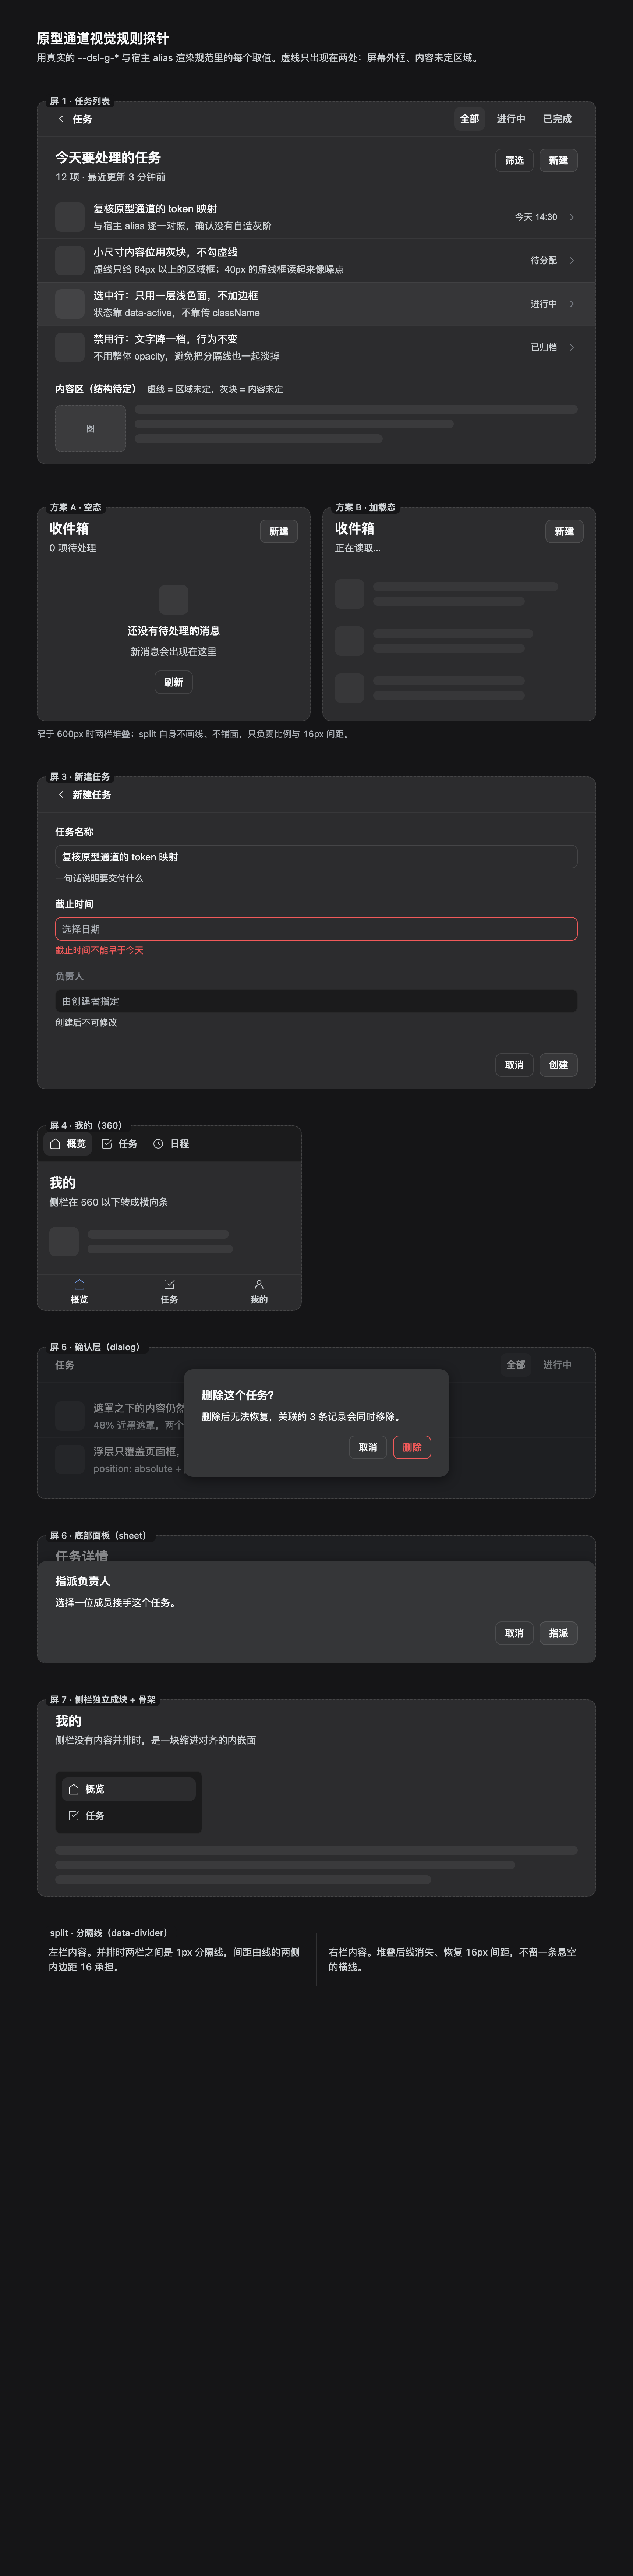 原型通道视觉规则探针
用真实的 --dsl-g-* 与宿主 alias 渲染规范里的每个取值。虚线只出现在两处：屏幕外框、内容未定区域。
屏 1 · 任务列表
任务
全部 进行中 已完成
今天要处理的任务
12 项 · 最近更新 3 分钟前
筛选 新建
复核原型通道的 token 映射
与宿主 alias 逐一对照，确认没有自造灰阶
今天 14:30
小尺寸内容位用灰块，不勾虚线
虚线只给 64px 以上的区域框；40px 的虚线框读起来像噪点
待分配
选中行：只用一层浅色面，不加边框
状态靠 data-active，不靠传 className
进行中
禁用行：文字降一档，行为不变
不用整体 opacity，避免把分隔线也一起淡掉
已归档
内容区（结构待定） 虚线 = 区域未定，灰块 = 内容未定
图
方案 A · 空态
收件箱
0 项待处理
新建
还没有待处理的消息
新消息会出现在这里
刷新
方案 B · 加载态
收件箱
正在读取…
新建
窄于 600px 时两栏堆叠；split 自身不画线、不铺面，只负责比例与 16px 间距。
屏 3 · 新建任务
新建任务
任务名称
复核原型通道的 token 映射
一句话说明要交付什么
截止时间
选择日期
截止时间不能早于今天
负责人
由创建者指定
创建后不可修改
取消 创建
屏 4 · 我的（360）
概览 任务 日程
我的
侧栏在 560 以下转成横向条
概览 任务 我的
屏 5 · 确认层（dialog）
任务
全部 进行中
遮罩之下的内容仍然
48% 近黑遮罩，两个
浮层只覆盖页面框，
position: absolute +
删除这个任务？
删除后无法恢复，关联的 3 条记录会同时移除。
取消 删除
屏 6 · 底部面板（sheet）
任务详情
指派负责人
选择一位成员接手这个任务。
取消 指派
屏 7 · 侧栏独立成块 + 骨架
我的
侧栏没有内容并排时，是一块缩进对齐的内嵌面
概览
任务
split · 分隔线（data-divider）
左栏内容。并排时两栏之间是 1px 分隔线，间距由线的两侧
内边距 16 承担。
右栏内容。堆叠后线消失、恢复 16px 间距，不留一条悬空
的横线。